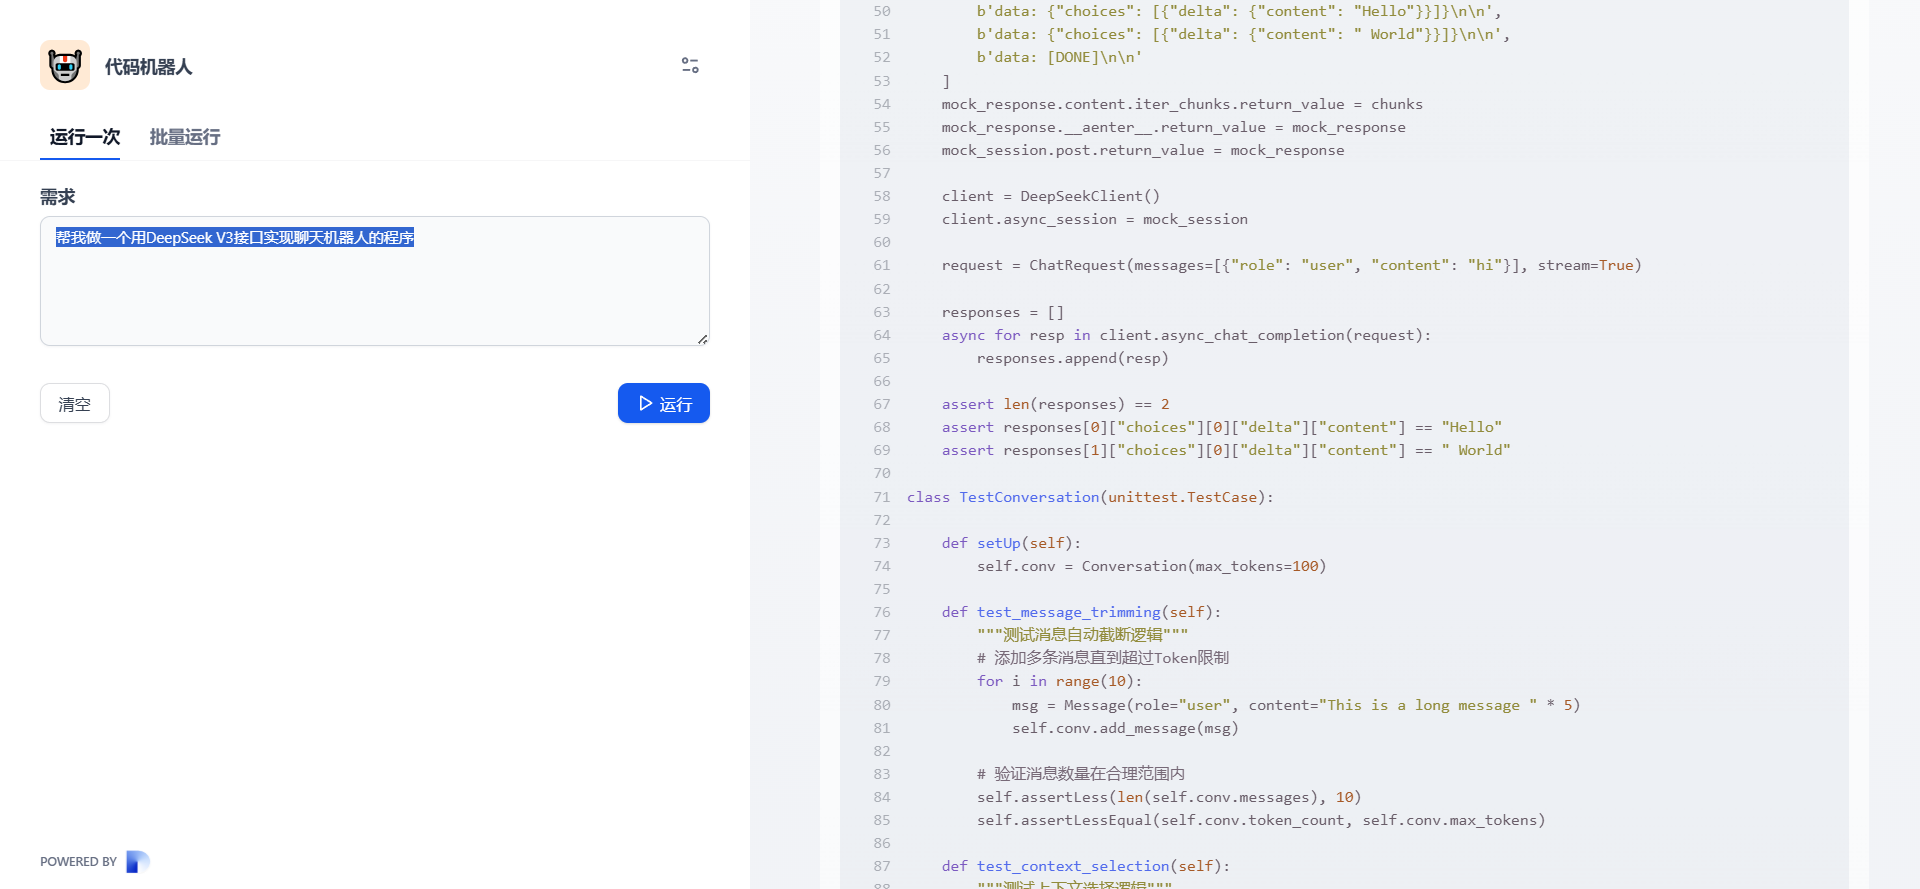 代码机器人
运行一次 批量运行
需求
帮我做一个用DeepSeek V3接口实现聊天机器人的程序
清空
运行
POWERED BY
50         b'data: {"choices": [{"delta": {"content": "Hello"}}]}\n\n',
51         b'data: {"choices": [{"delta": {"content": " World"}}]}\n\n',
52         b'data: [DONE]\n\n'
53     ]
54     mock_response.content.iter_chunks.return_value = chunks
55     mock_response.__aenter__.return_value = mock_response
56     mock_session.post.return_value = mock_response
57
58     client = DeepSeekClient()
59     client.async_session = mock_session
60
61     request = ChatRequest(messages=[{"role": "user", "content": "hi"}], stream=True)
62
63     responses = []
64     async for resp in client.async_chat_completion(request):
65         responses.append(resp)
66
67     assert len(responses) == 2
68     assert responses[0]["choices"][0]["delta"]["content"] == "Hello"
69     assert responses[1]["choices"][0]["delta"]["content"] == " World"
70
71 class TestConversation(unittest.TestCase):
72
73     def setUp(self):
74         self.conv = Conversation(max_tokens=100)
75
76     def test_message_trimming(self):
77         """测试消息自动截断逻辑"""
78         # 添加多条消息直到超过Token限制
79         for i in range(10):
80             msg = Message(role="user", content="This is a long message " * 5)
81             self.conv.add_message(msg)
82
83         # 验证消息数量在合理范围内
84         self.assertLess(len(self.conv.messages), 10)
85         self.assertLessEqual(self.conv.token_count, self.conv.max_tokens)
86
87     def test_context_selection(self):
88         """测试上下文选择逻辑"""